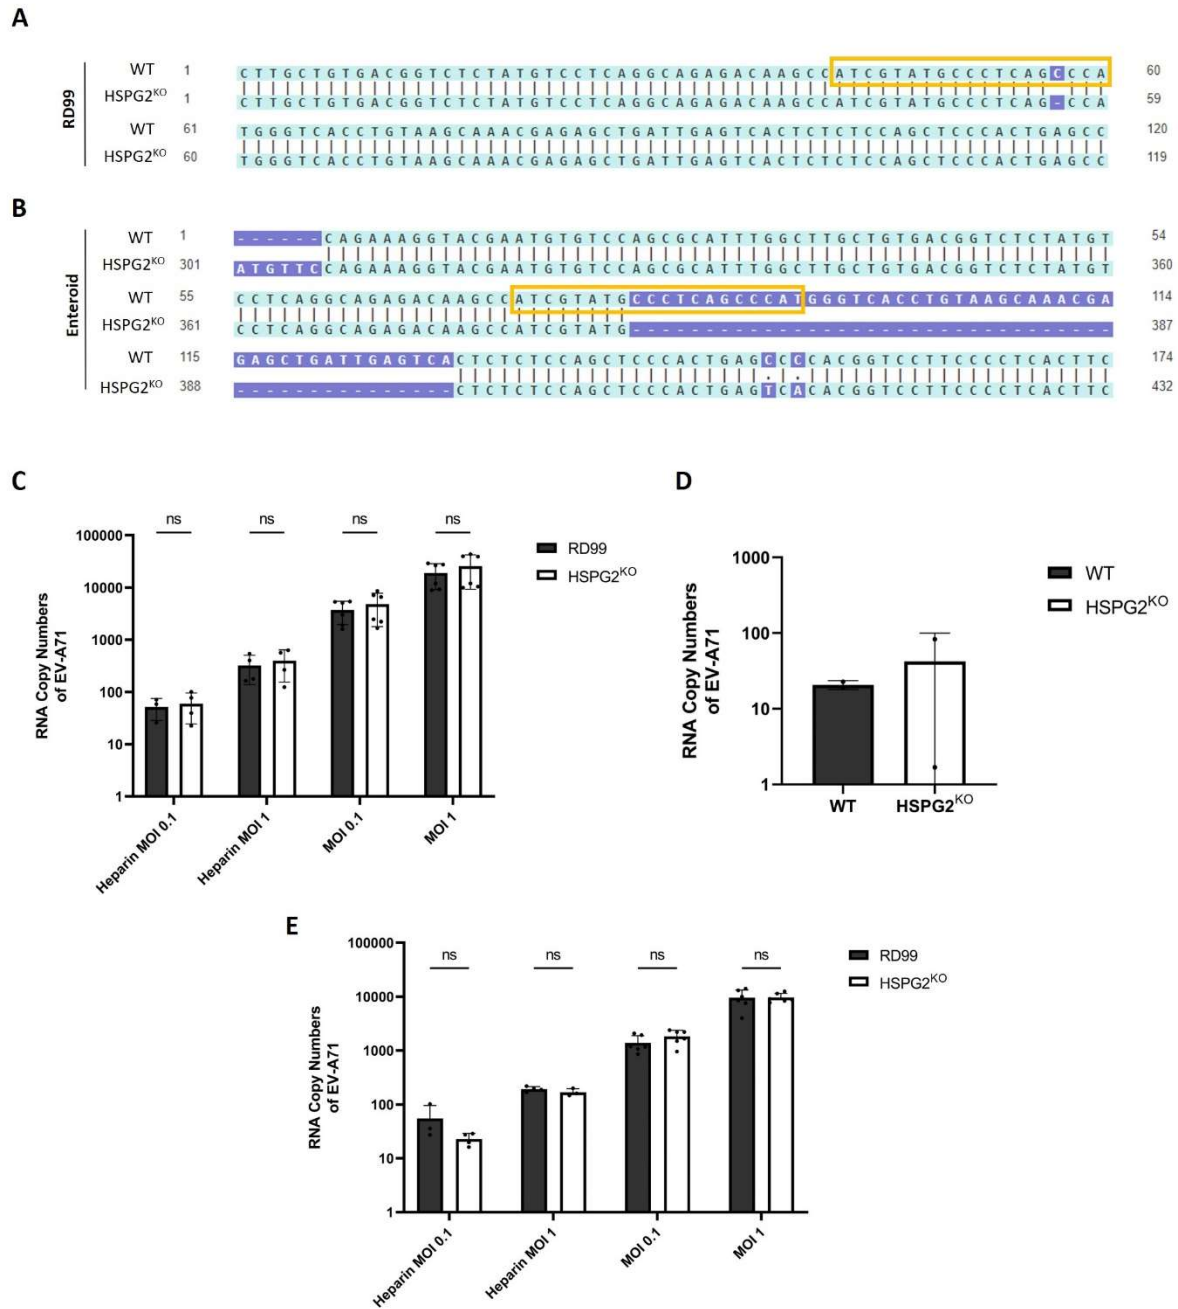 A
RD99
WT 1 CTTGCTGTGACGGTCTCTATGTCCTCAGGCAGAGACAAGCCATCGTATGCCCTCAGCCCA 60
HSPG2KO 1 CTTGCTGTGACGGTCTCTATGTCCTCAGGCAGAGACAAGCCATCGTATGCCCTCAG-CCA 59
WT 61 TGGGTCACCTGTAAGCAAACGAGAGCTGATTGAGTCACTCTCTCCAGCTCCCACTGAGCC 120
HSPG2KO 60 TGGGTCACCTGTAAGCAAACGAGAGCTGATTGAGTCACTCTCTCCAGCTCCCACTGAGCC 119
B
Enteroid
WT 1 ------CAGAAAGGTACGAATGTGTCCAGCGCATTTGGCTTGCTGTGACGGTCTCTATGT 54
HSPG2KO 301 ATGTTCCAGAAAGGTACGAATGTGTCCAGCGCATTTGGCTTGCTGTGACGGTCTCTATGT 360
WT 55 CCTCAGGCAGAGACAAGCCATCGTATGCCCTCAGCCCATGGGTCACCTGTAAGCAAACGA 114
HSPG2KO 361 CCTCAGGCAGAGACAAGCCATCGTATG--------------------------------- 387
WT 115 GAGCTGATTGAGTCACTCTCTCCAGCTCCCACTGAGCCCCACGGTCCTTCCCCTCACTTC 174
HSPG2KO 388 ---------------CTCTCTCCAGCTCCCACTGAGTCACACGGTCCTTCCCCTCACTTC 432
C
RNA Copy Numbers
of EV-A71
100000
10000
1000
100
10
1
ns
ns
ns
ns
Heparin MOI 0.1
Heparin MOI 1
MOI 0.1
MOI 1
RD99
HSPG2KO
D
RNA Copy Numbers
of EV-A71
1000
100
10
1
WT
HSPG2KO
WT
HSPG2KO
E
RNA Copy Numbers
of EV-A71
100000
10000
1000
100
10
1
ns
ns
ns
ns
Heparin MOI 0.1
Heparin MOI 1
MOI 0.1
MOI 1
RD99
HSPG2KO